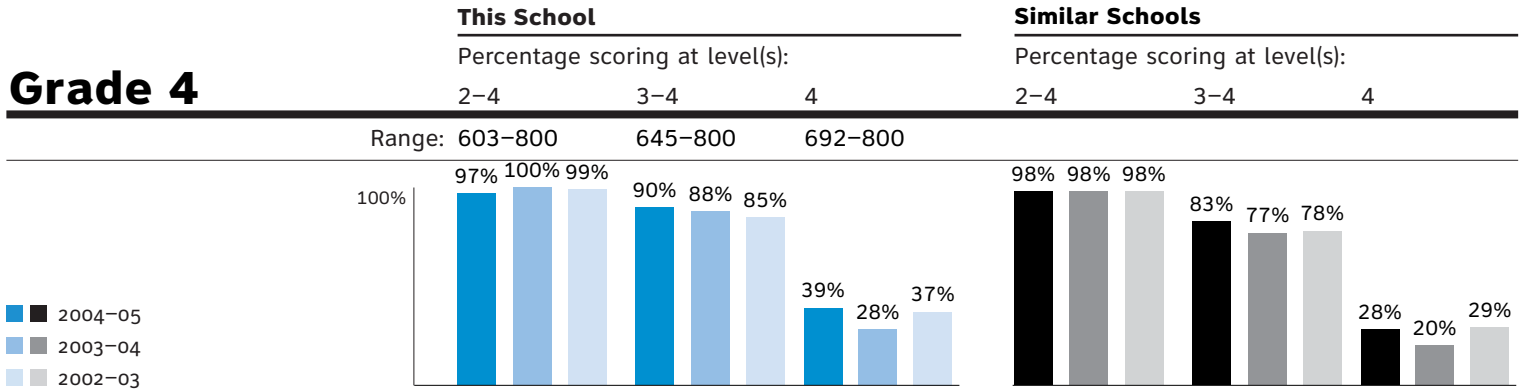 This School
Similar Schools
Percentage scoring at level(s):
Percentage scoring at level(s):
Grade 4
2–4 3–4 4
2–4 3–4 4
Range: 603–800 645–800 692–800
100%
97% 100% 99% 90% 88% 85% 39% 28% 37%
98% 98% 98% 83% 77% 78% 28% 20% 29%
2004–05
2003–04
2002–03